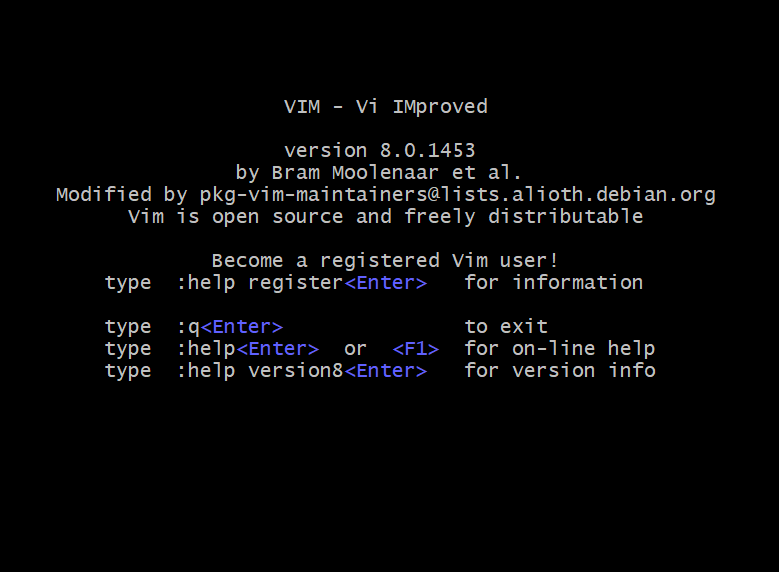 VIM - Vi IMproved
version 8.0.1453
by Bram Moolenaar et al.
Modified by pkg-vim-maintainers@lists.alioth.debian.org
Vim is open source and freely distributable
Become a registered Vim user!
type :help register<Enter> for information
type :q<Enter> to exit
type :help<Enter> or <F1> for on-line help
type :help version8<Enter> for version info